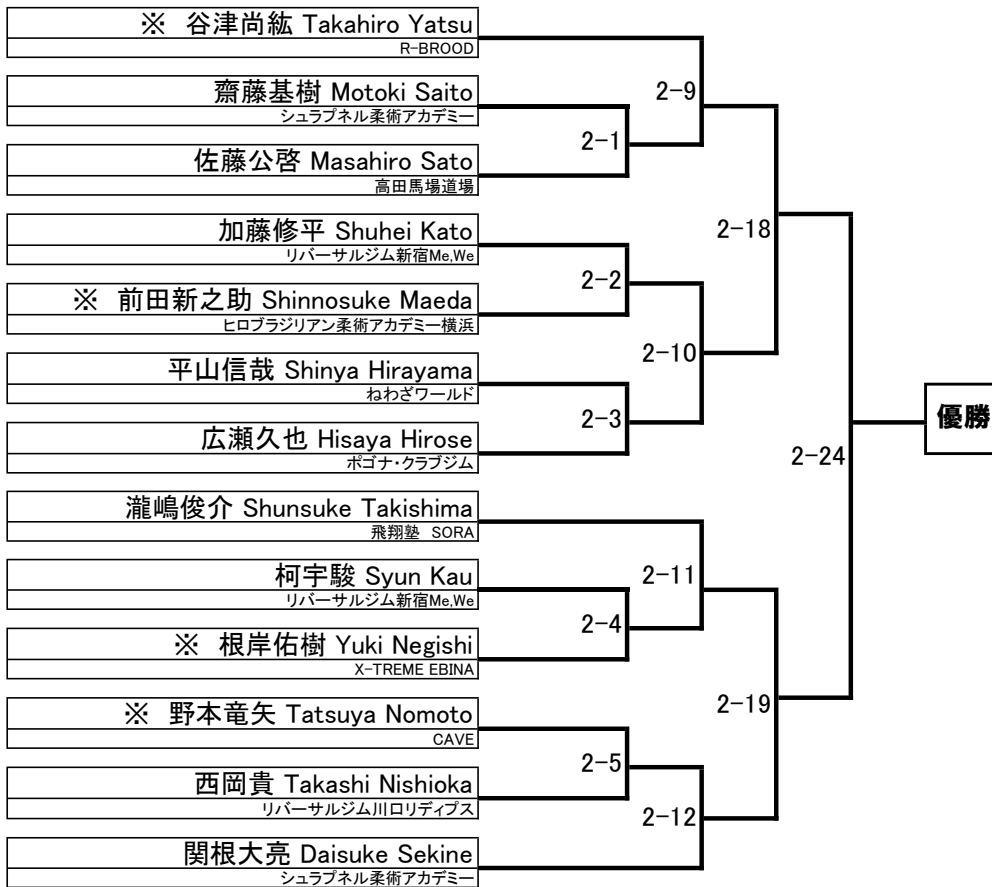 ※ 谷津尚紘 Takahiro Yatsu
R-BROOD
齋藤基樹 Motoki Saito
シュラプネル柔術アカデミー
佐藤公啓 Masahiro Sato
高田馬場道場
加藤修平 Shuhei Kato
リバーサルジム新宿Me,We
※ 前田新之助 Shinnosuke Maeda
ヒロブラジリアン柔術アカデミー横浜
平山信哉 Shinya Hirayama
ねわざワールド
広瀬久也 Hisaya Hirose
ポゴナ・クラブジム
瀧嶋俊介 Shunsuke Takishima
飛翔塾 SORA
柯宇駿 Syun Kau
リバーサルジム新宿Me,We
※ 根岸佑樹 Yuki Negishi
X-TREME EBINA
※ 野本竜矢 Tatsuya Nomoto
CAVE
西岡貴 Takashi Nishioka
リバーサルジム川口リディプス
関根大亮 Daisuke Sekine
シュラプネル柔術アカデミー
2-1
2-2
2-3
2-4
2-5
2-9
2-10
2-11
2-12
2-18
2-19
2-24
優勝